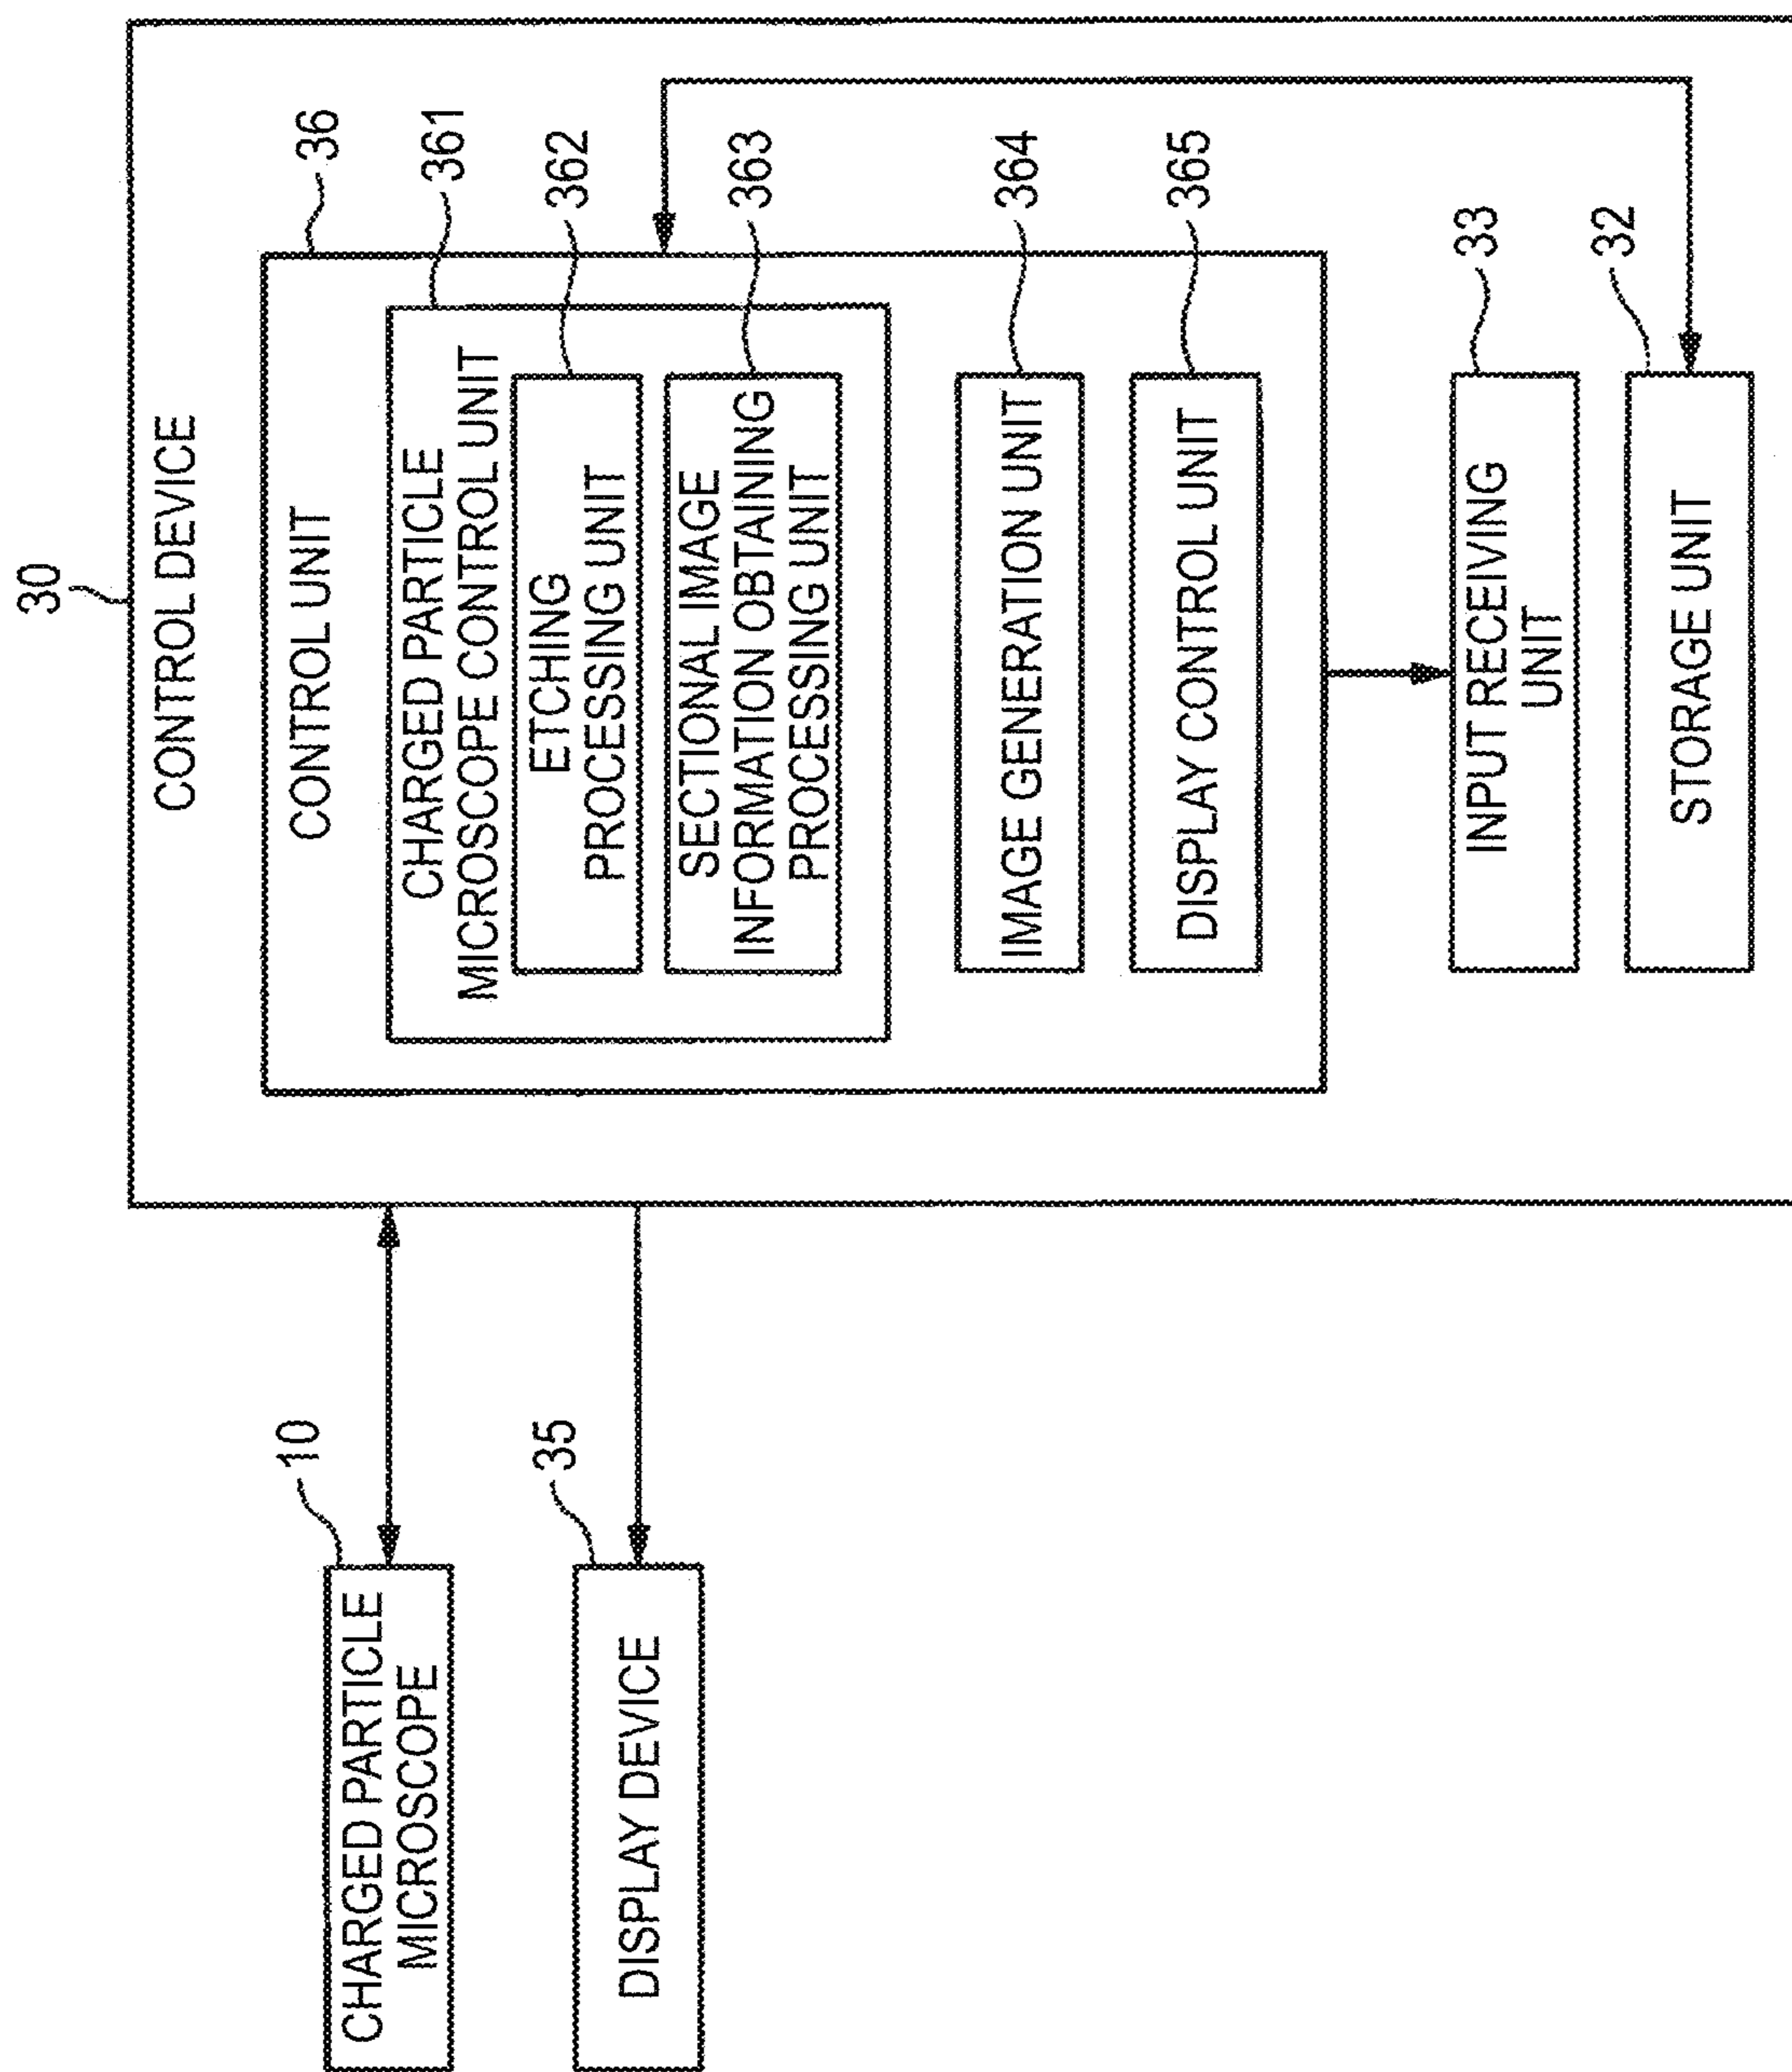 30
CONTROL DEVICE
CONTROL UNIT
36
CHARGED PARTICLE
MICROSCOPE CONTROL UNIT
361
ETCHING
PROCESSING UNIT
362
SECTIONAL IMAGE
INFORMATION OBTAINING
PROCESSING UNIT
363
IMAGE GENERATION UNIT
364
DISPLAY CONTROL UNIT
365
INPUT RECEIVING
UNIT
33
STORAGE UNIT
32
10
CHARGED PARTICLE
MICROSCOPE
35
DISPLAY DEVICE